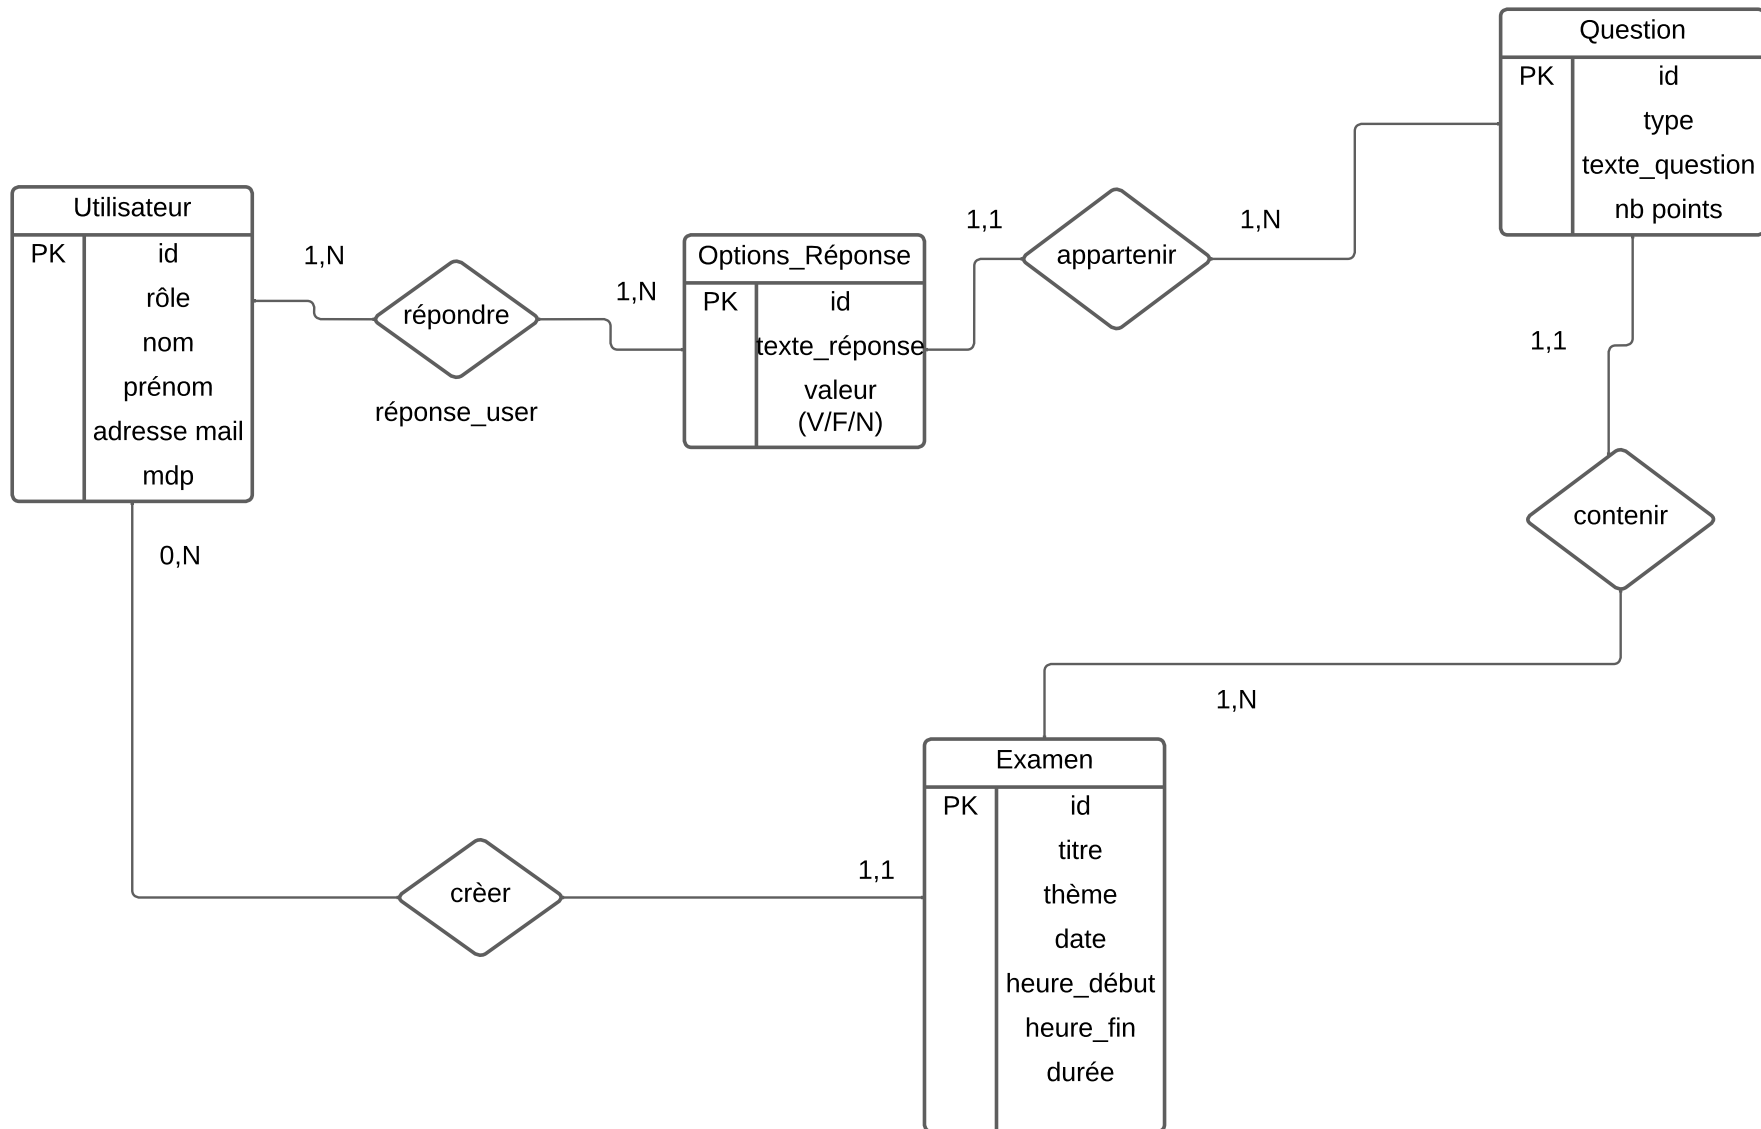 Question
PK
id
type
texte_question
nb points
Utilisateur
PK
id
rôle
nom
prénom
adresse mail
mdp
1,N
répondre
réponse_user
1,N
Options_Réponse
PK
id
texte_réponse
valeur
(V/F/N)
1,1
appartenir
1,N
1,1
contenir
1,N
0,N
crèer
1,1
Examen
PK
id
titre
thème
date
heure_début
heure_fin
durée